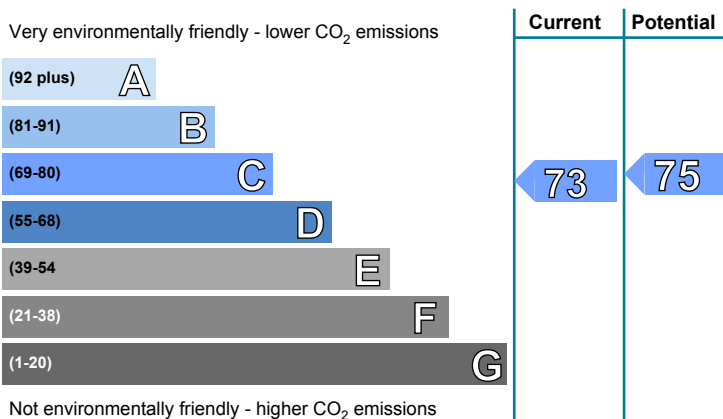 Current Potential
Very environmentally friendly - lower CO2 emissions
(92 plus) A
(81-91) B
(69-80) C 73 75
(55-68) D
(39-54 E
(21-38) F
(1-20) G
Not environmentally friendly - higher CO2 emissions